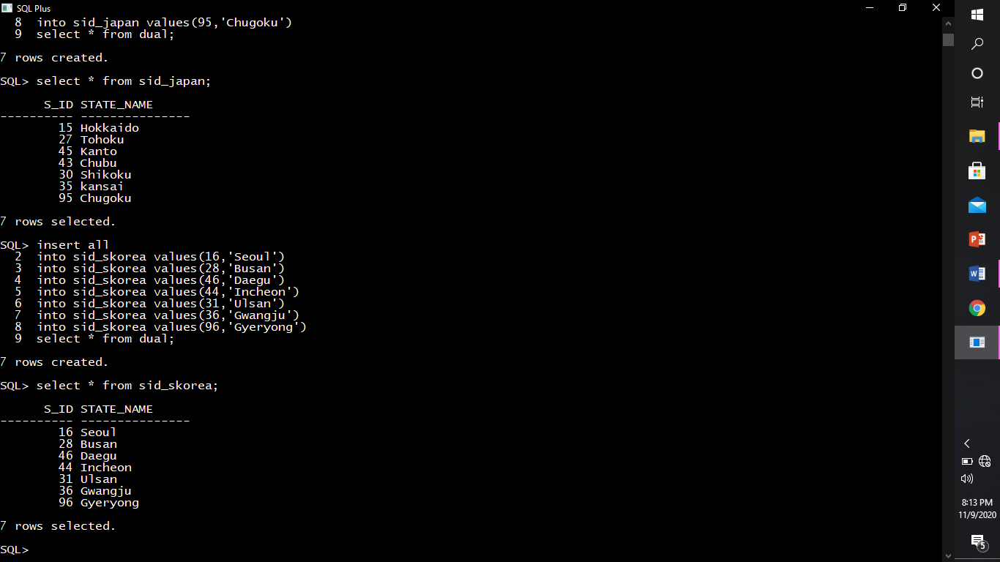 SQL Plus
  8  into sid_japan values(95,'Chugoku')
  9  select * from dual;
7 rows created.
SQL> select * from sid_japan;
      S_ID STATE_NAME
---------- ---------------
        15 Hokkaido
        27 Tohoku
        45 Kanto
        43 Chubu
        30 Shikoku
        35 kansai
        95 Chugoku
7 rows selected.
SQL> insert all
  2  into sid_skorea values(16,'Seoul')
  3  into sid_skorea values(28,'Busan')
  4  into sid_skorea values(46,'Daegu')
  5  into sid_skorea values(44,'Incheon')
  6  into sid_skorea values(31,'Ulsan')
  7  into sid_skorea values(36,'Gwangju')
  8  into sid_skorea values(96,'Gyeryong')
  9  select * from dual;
7 rows created.
SQL> select * from sid_skorea;
      S_ID STATE_NAME
---------- ---------------
        16 Seoul
        28 Busan
        46 Daegu
        44 Incheon
        31 Ulsan
        36 Gwangju
        96 Gyeryong
7 rows selected.
SQL>
P
W
8:13 PM
11/9/2020
5